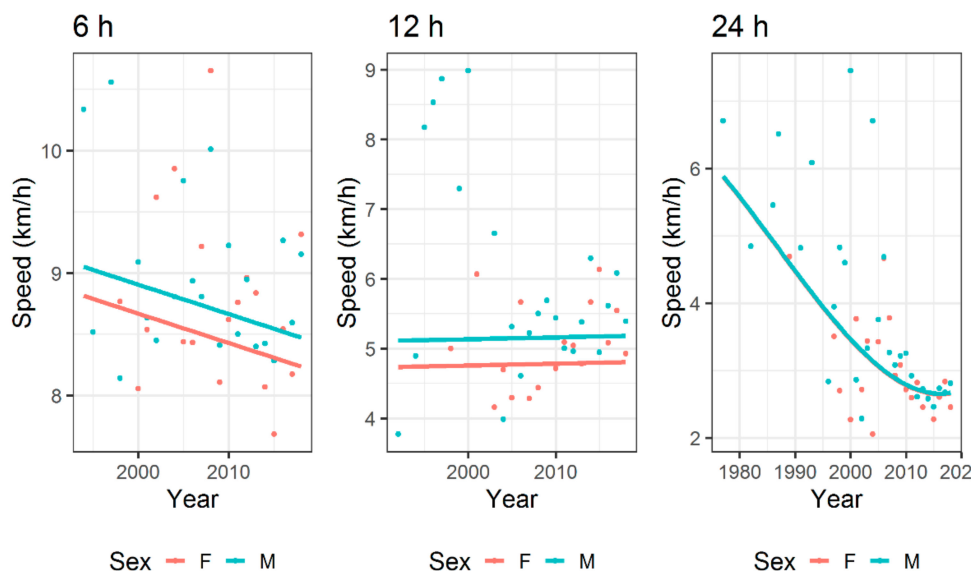 6 h
12 h
24 h
Speed (km/h)
10
9
8
2000
2010
Year
Speed (km/h)
9
8
7
6
5
4
2000
2010
Year
Speed (km/h)
6
4
2
1980
1990
2000
2010
202
Year
Sex F M
Sex F M
Sex F M